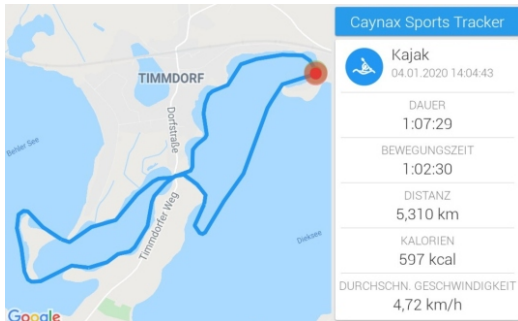 TIMMDORF
Dorfstraße
Behler See
Timmdorfer Weg
Dieksee
Google
Caynax Sports Tracker
Kajak
04.01.2020 14:04:43
DAUER
1:07:29
BEWEGUNGSZEIT
1:02:30
DISTANZ
5,310 km
KALORIEN
597 kcal
DURCHSCHN. GESCHWINDIGKEIT
4,72 km/h